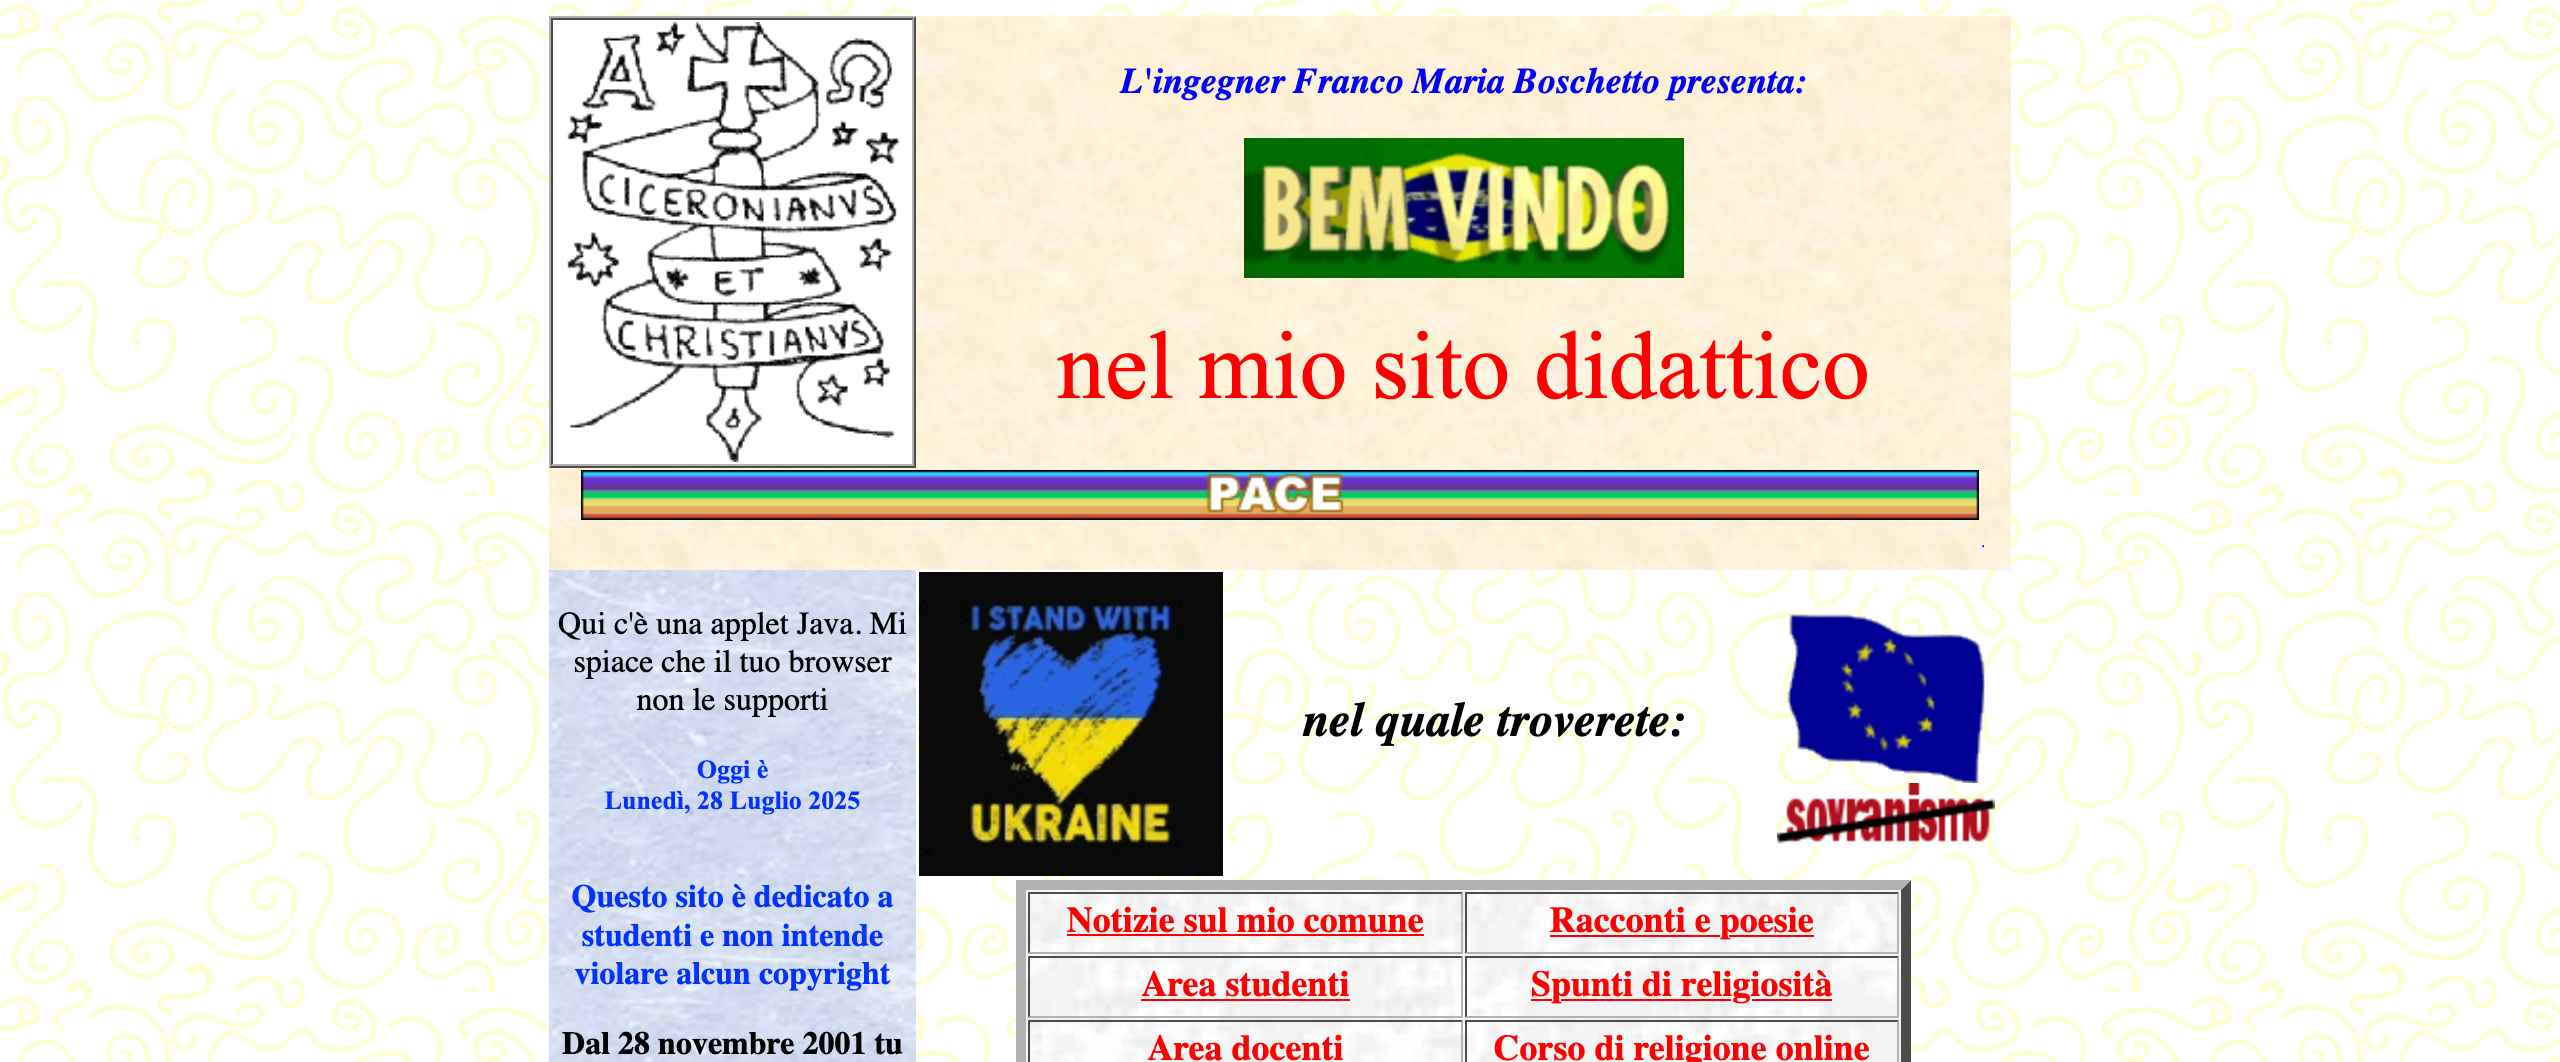 Α Ω
CICERONIANVS
ET
CHRISTIANVS
L'ingegner Franco Maria Boschetto presenta:
BEM VINDO
nel mio sito didattico
PACE
Qui c'è una applet Java. Mi
spiace che il tuo browser
non le supporti
Oggi è
Lunedì, 28 Luglio 2025
Questo sito è dedicato a
studenti e non intende
violare alcun copyright
Dal 28 novembre 2001 tu
I STAND WITH
UKRAINE
nel quale troverete:
sovranismo
Notizie sul mio comune
Racconti e poesie
Area studenti
Spunti di religiosità
Area docenti
Corso di religione online